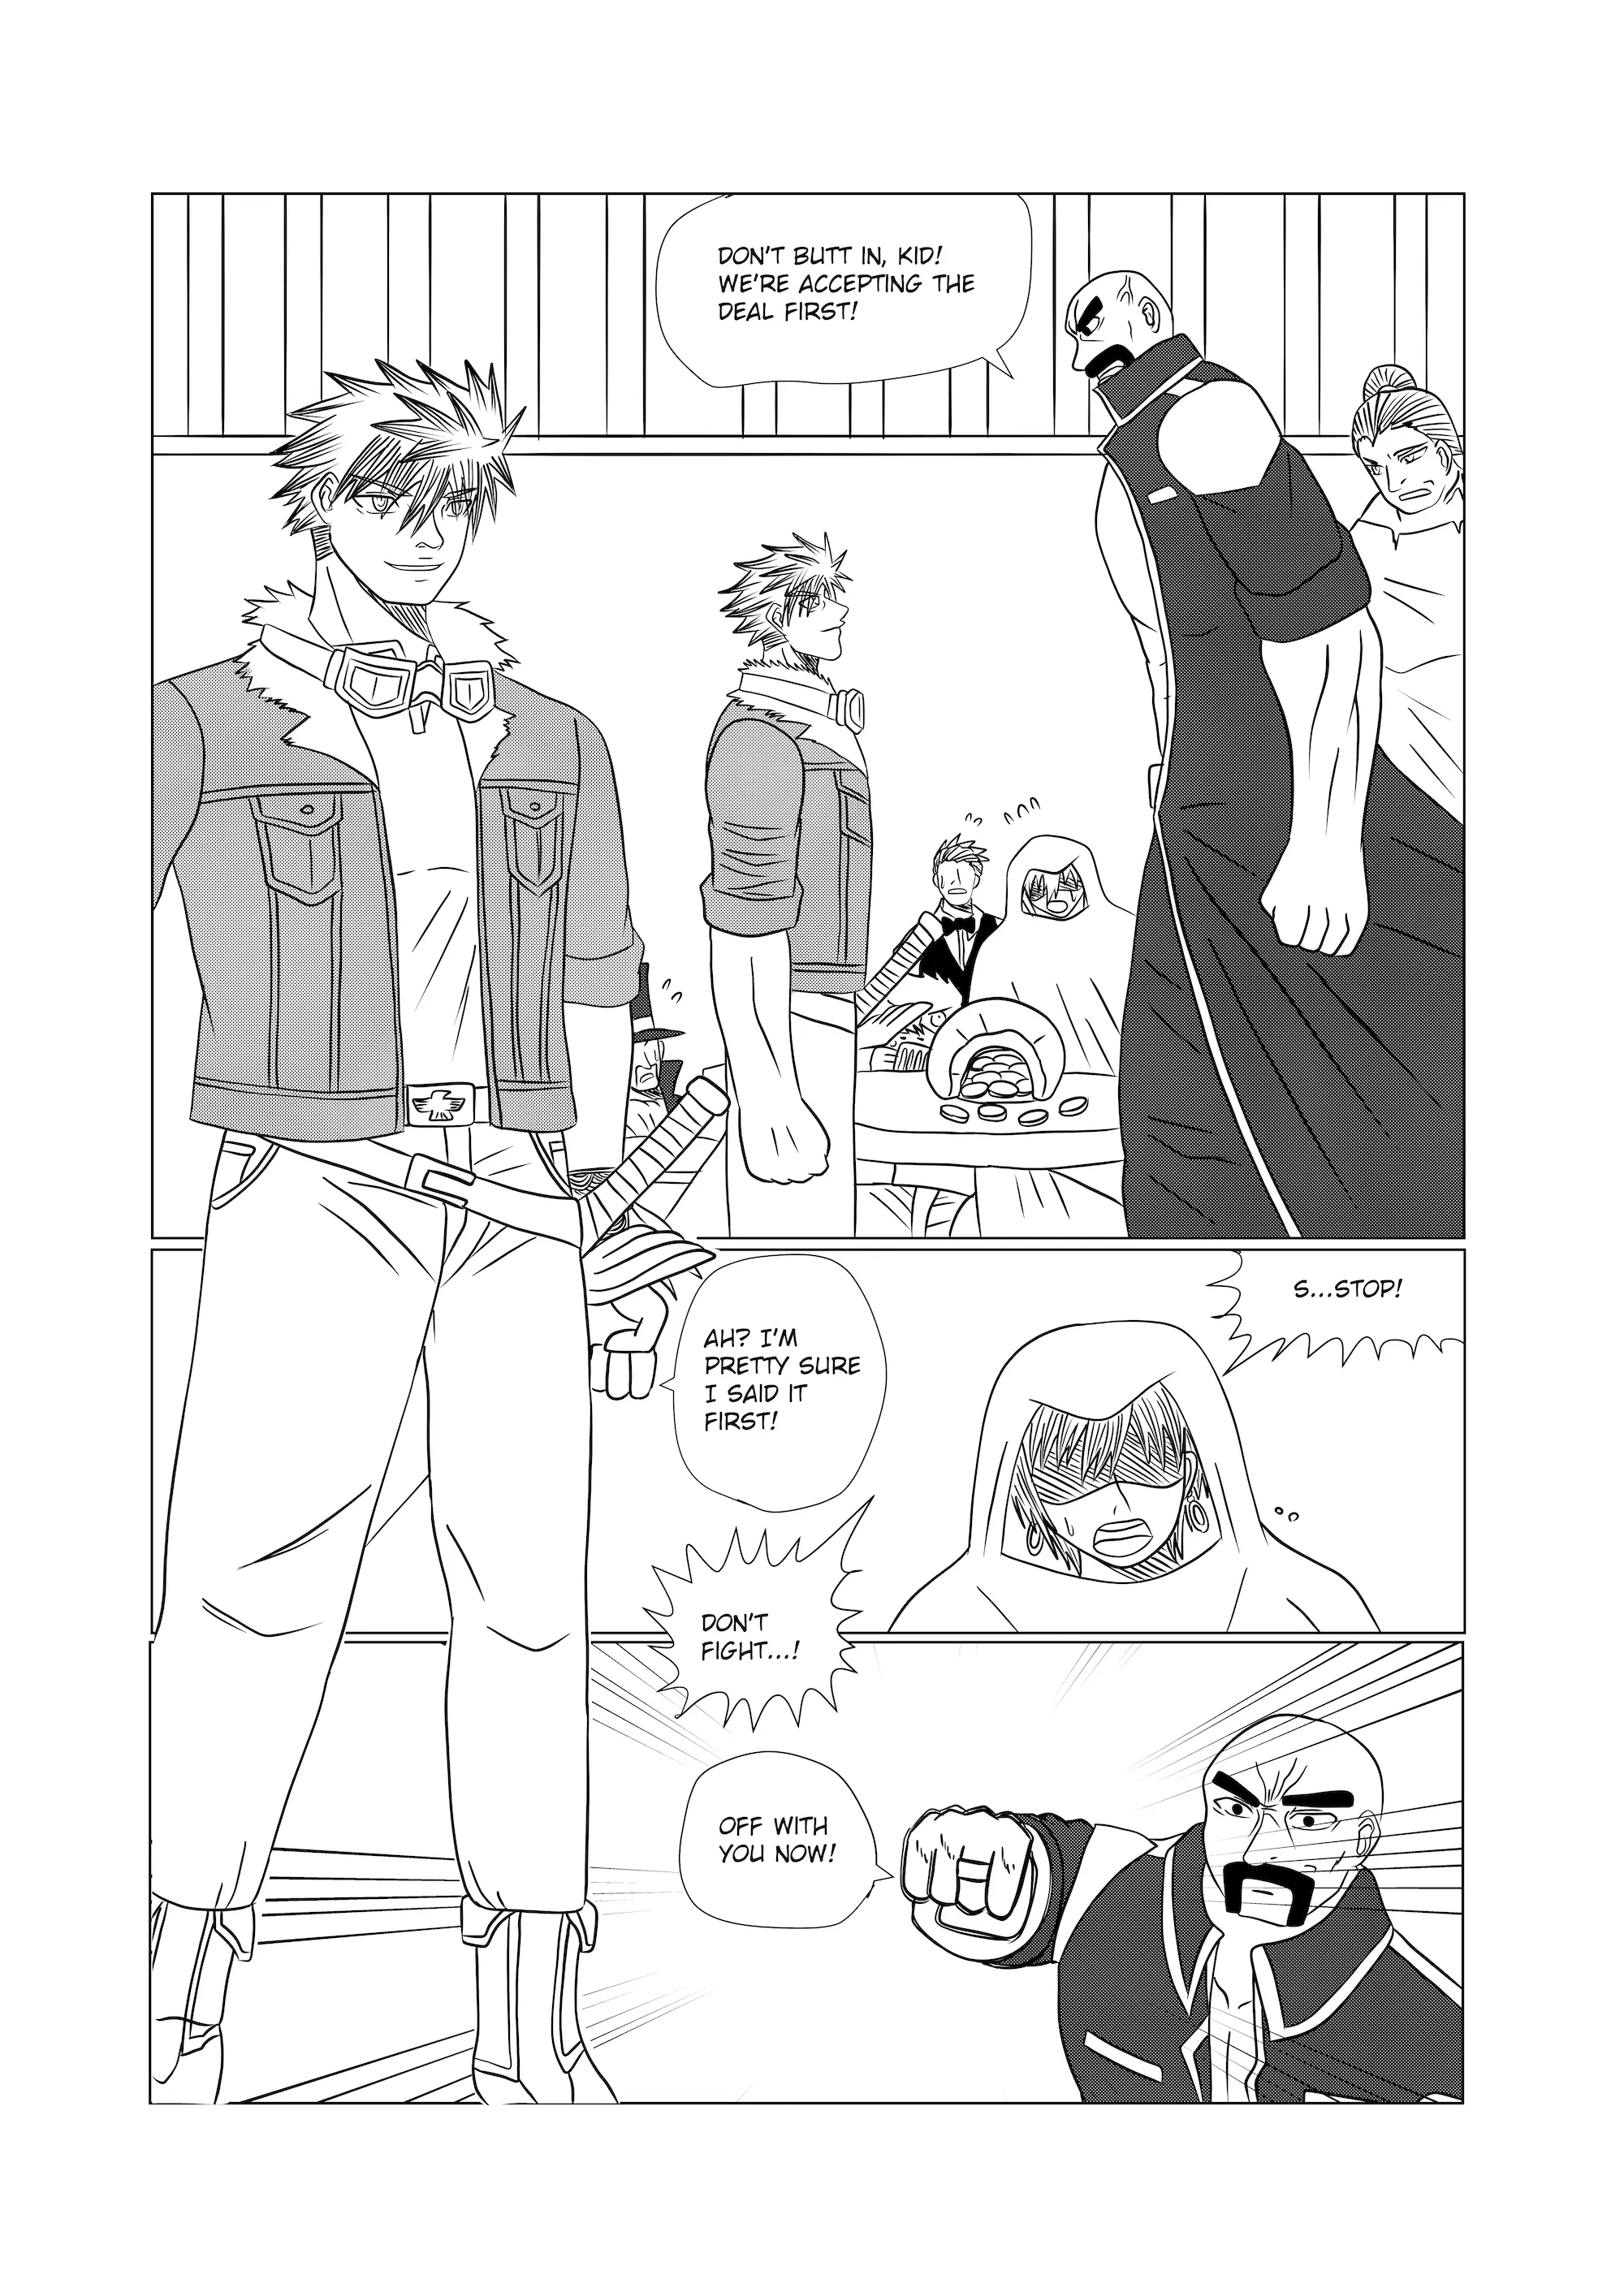 DON'T BUTT IN, KID!
WE'RE ACCEPTING THE
DEAL FIRST!
S...STOP!
AH? I'M
PRETTY SURE
I SAID IT
FIRST!
DON'T
FIGHT...!
OFF WITH
YOU NOW!